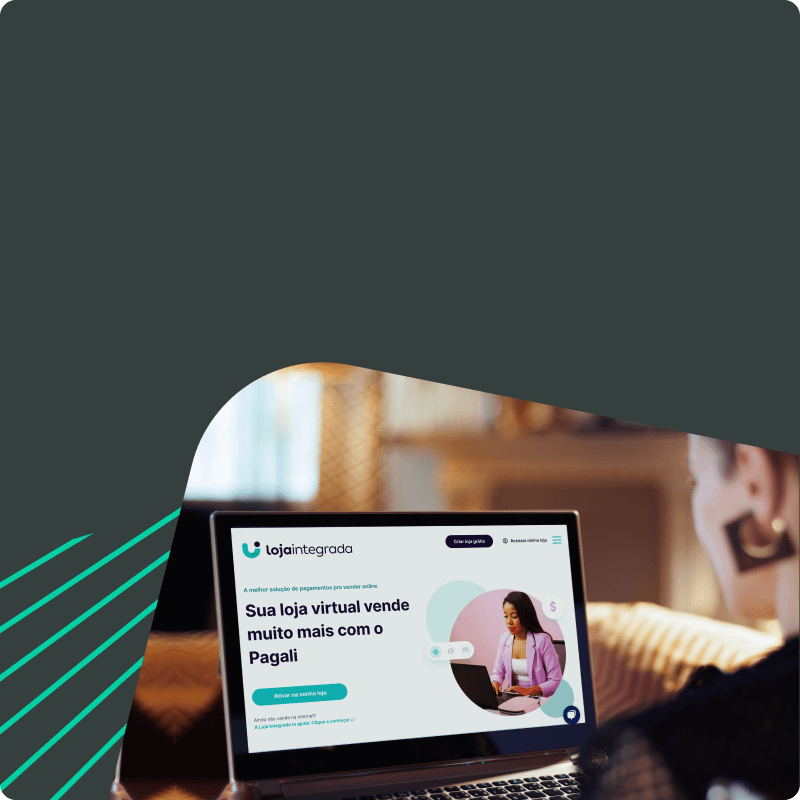 lojaintegrada
Criar loja grátis
Acessar minha loja
A melhor solução de pagamentos pra vender online
Sua loja virtual vende
muito mais com o
Pagali
$
Ativar na minha loja
Ainda não vende na internet?
A Loja Integrada te ajuda. Clique e conheça!